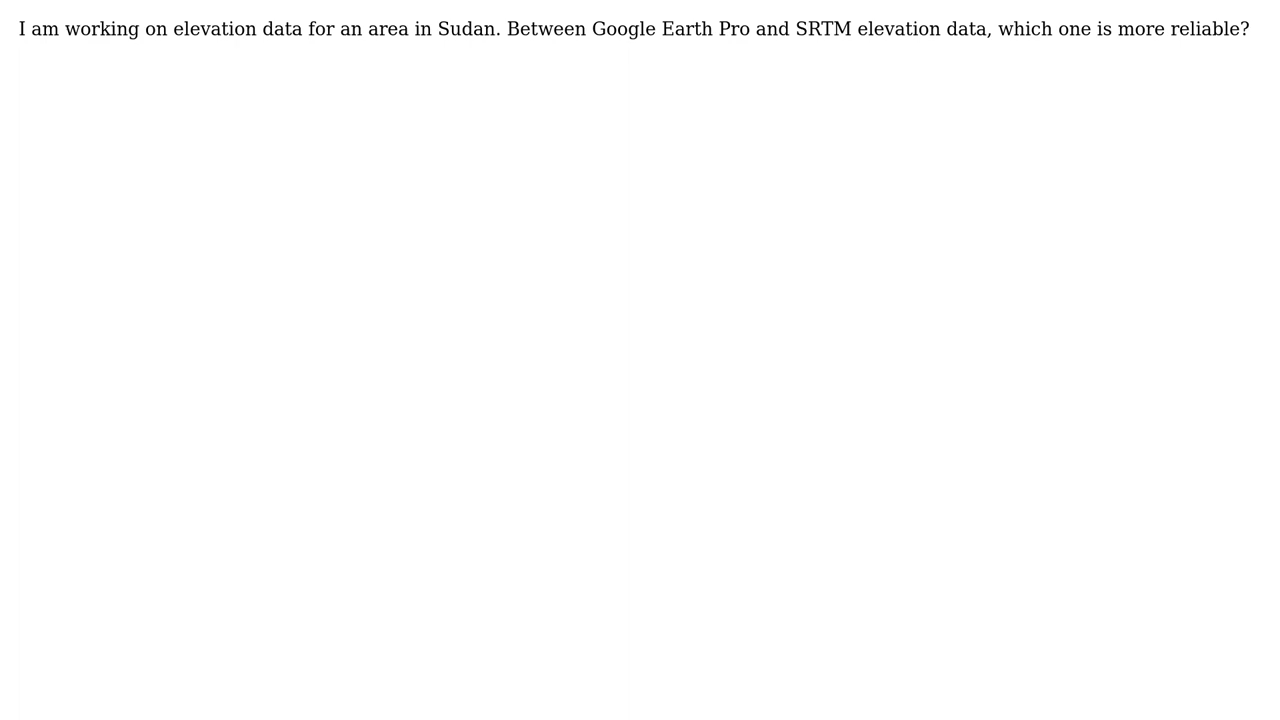 I am working on elevation data for an area in Sudan. Between Google Earth Pro and SRTM elevation data, which one is more reliable?